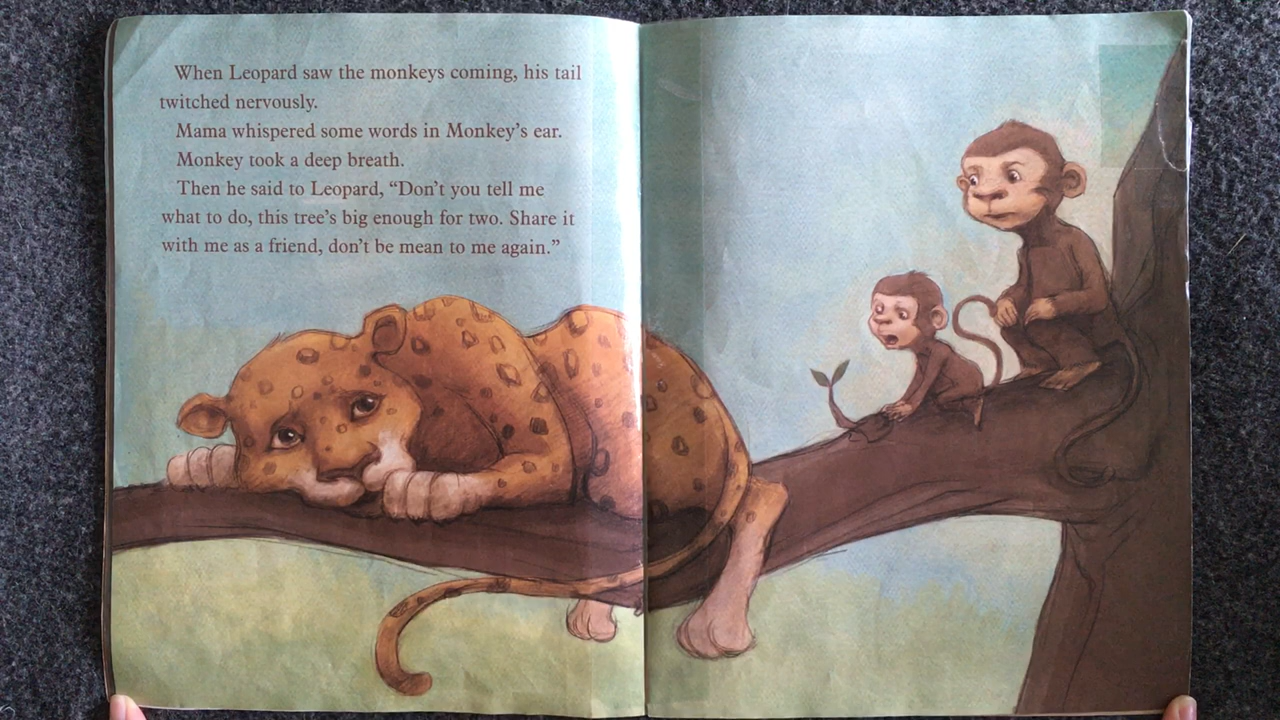 When Leopard saw the monkeys coming, his tail
twitched nervously.
Mama whispered some words in Monkey's ear.
Monkey took a deep breath.
Then he said to Leopard, “Don't you tell me
what to do, this tree's big enough for two. Share it
with me as a friend, don't be mean to me again.”